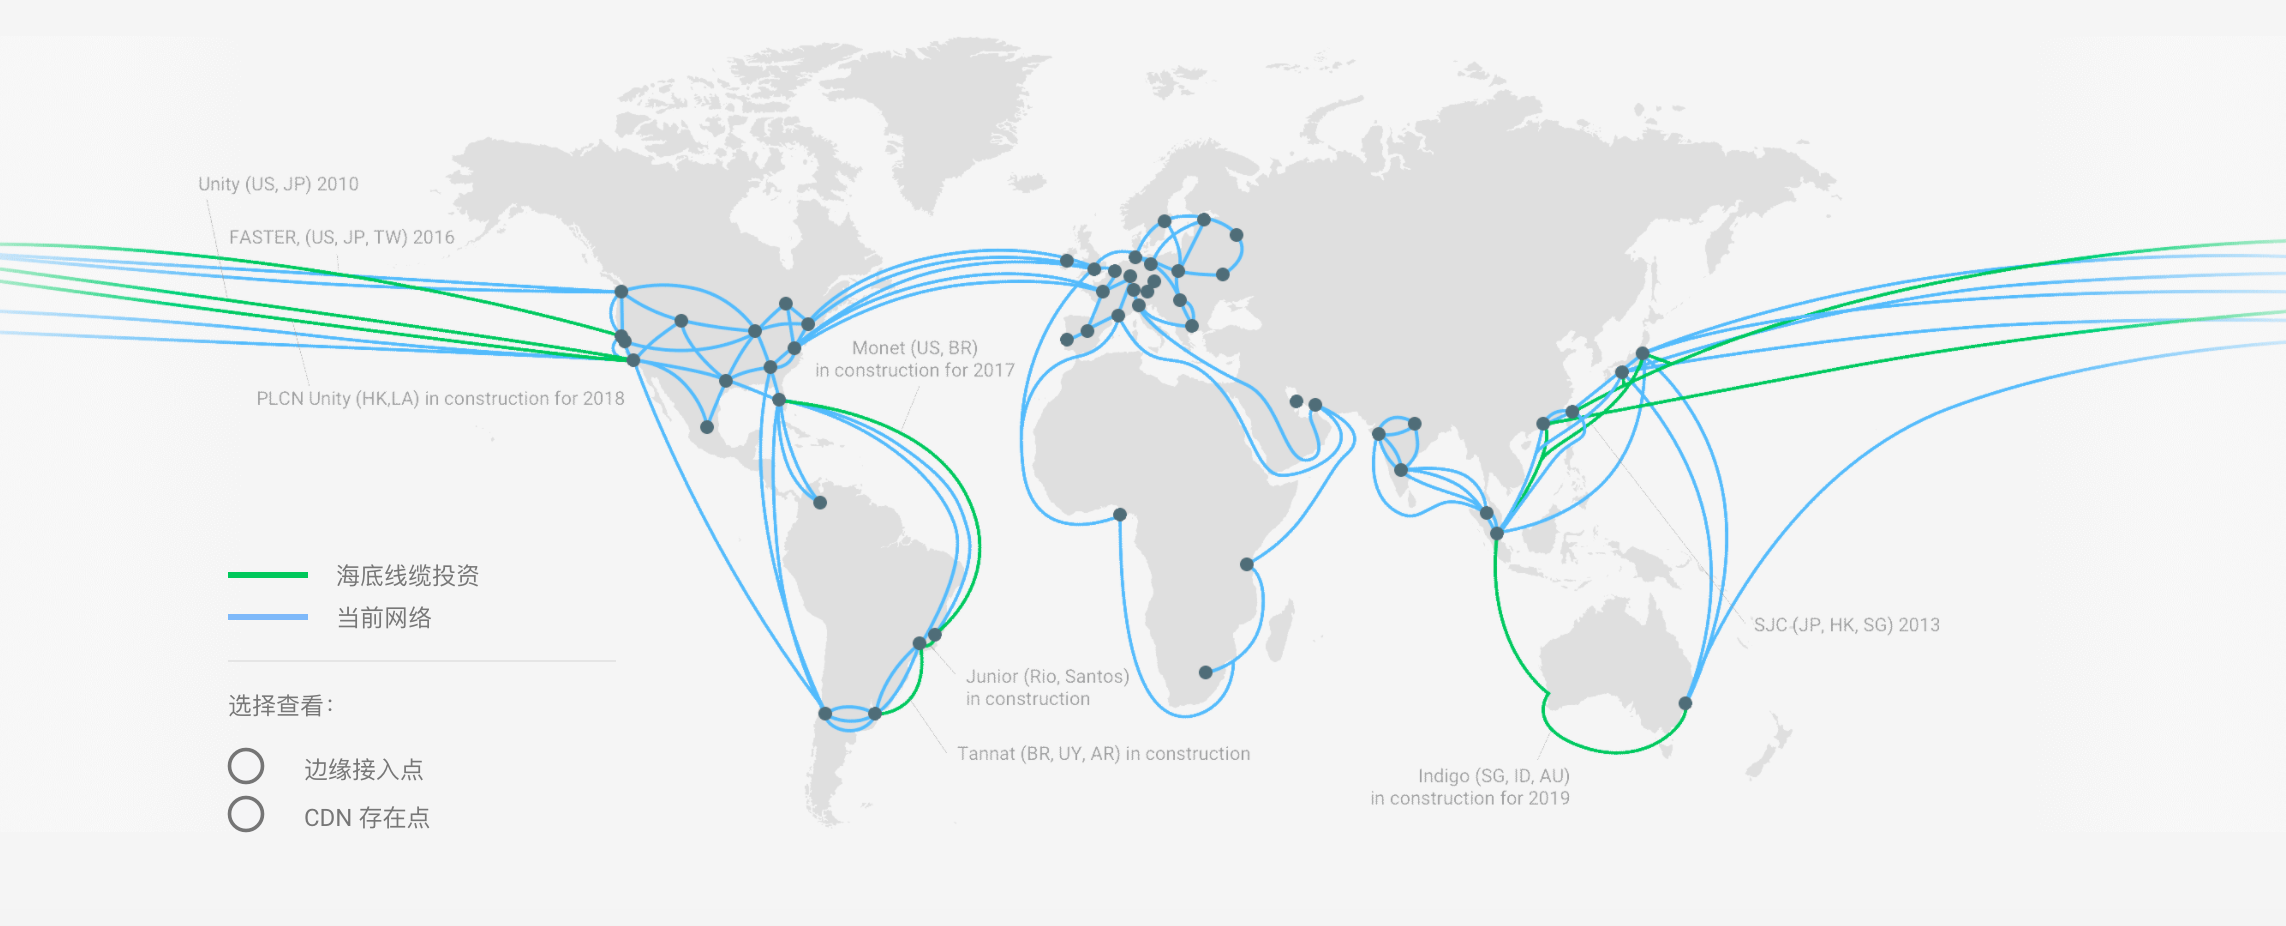 Unity (US, JP) 2010
FASTER, (US, JP, TW) 2016
Monet (US, BR)
in construction for 2017
PLCN Unity (HK,LA) in construction for 2018
海底线缆投资
当前网络
SJC (JP, HK, SG) 2013
Junior (Rio, Santos)
in construction
选择查看：
Tannat (BR, UY, AR) in construction
边缘接入点
Indigo (SG, ID, AU)
in construction for 2019
CDN 存在点